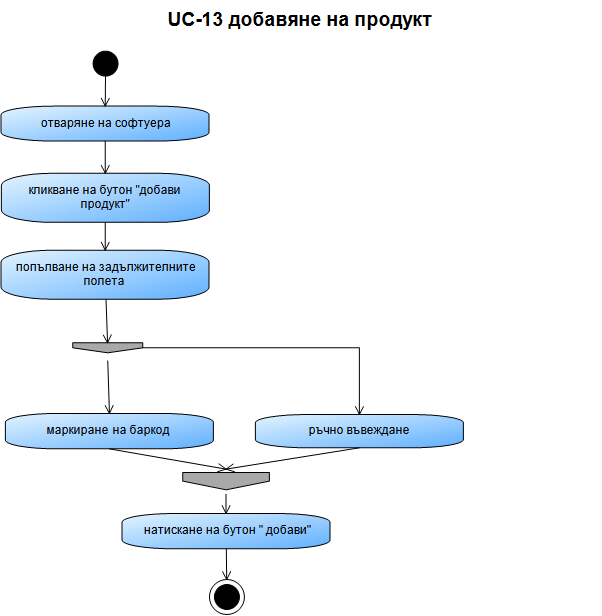 UC-13 добавяне на продукт
отваряне на софтуера
кликване на бутон "добави
продукт"
попълване на задължителните
полета
маркиране на баркод
ръчно въвеждане
натискане на бутон " добави"